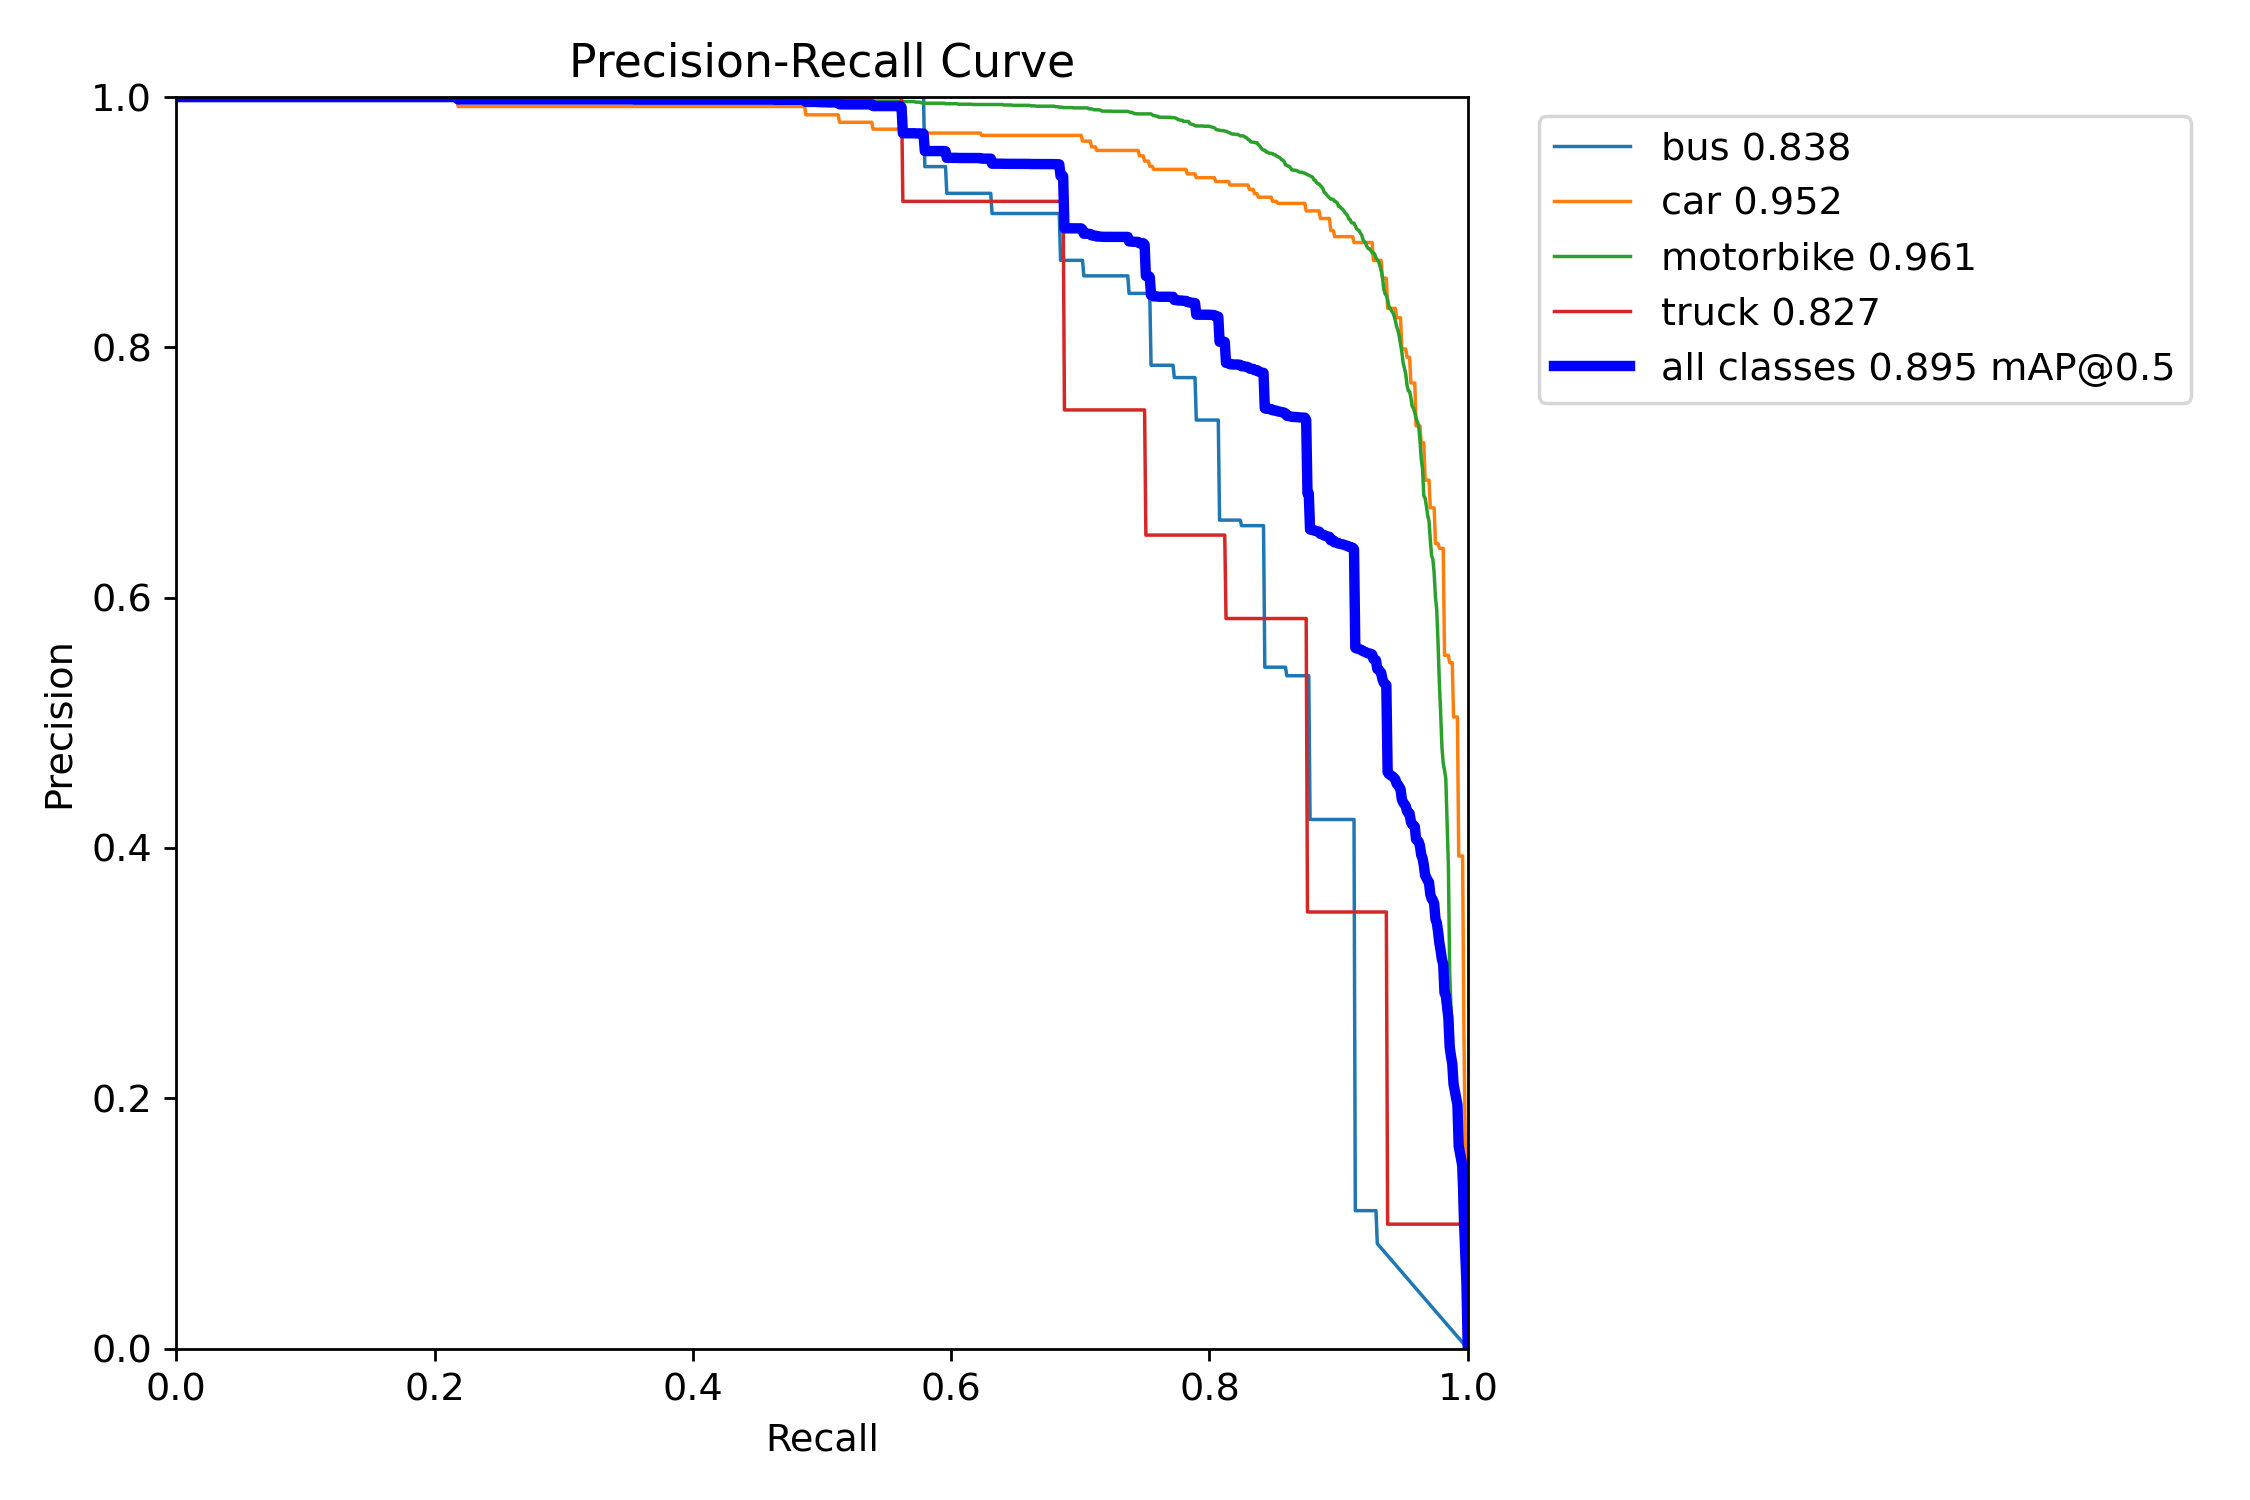 Precision-Recall Curve
1.0
0.8
0.6
0.4
0.2
0.0
Precision
0.0 0.2 0.4 0.6 0.8 1.0
Recall
bus 0.838
car 0.952
motorbike 0.961
truck 0.827
all classes 0.895 mAP@0.5